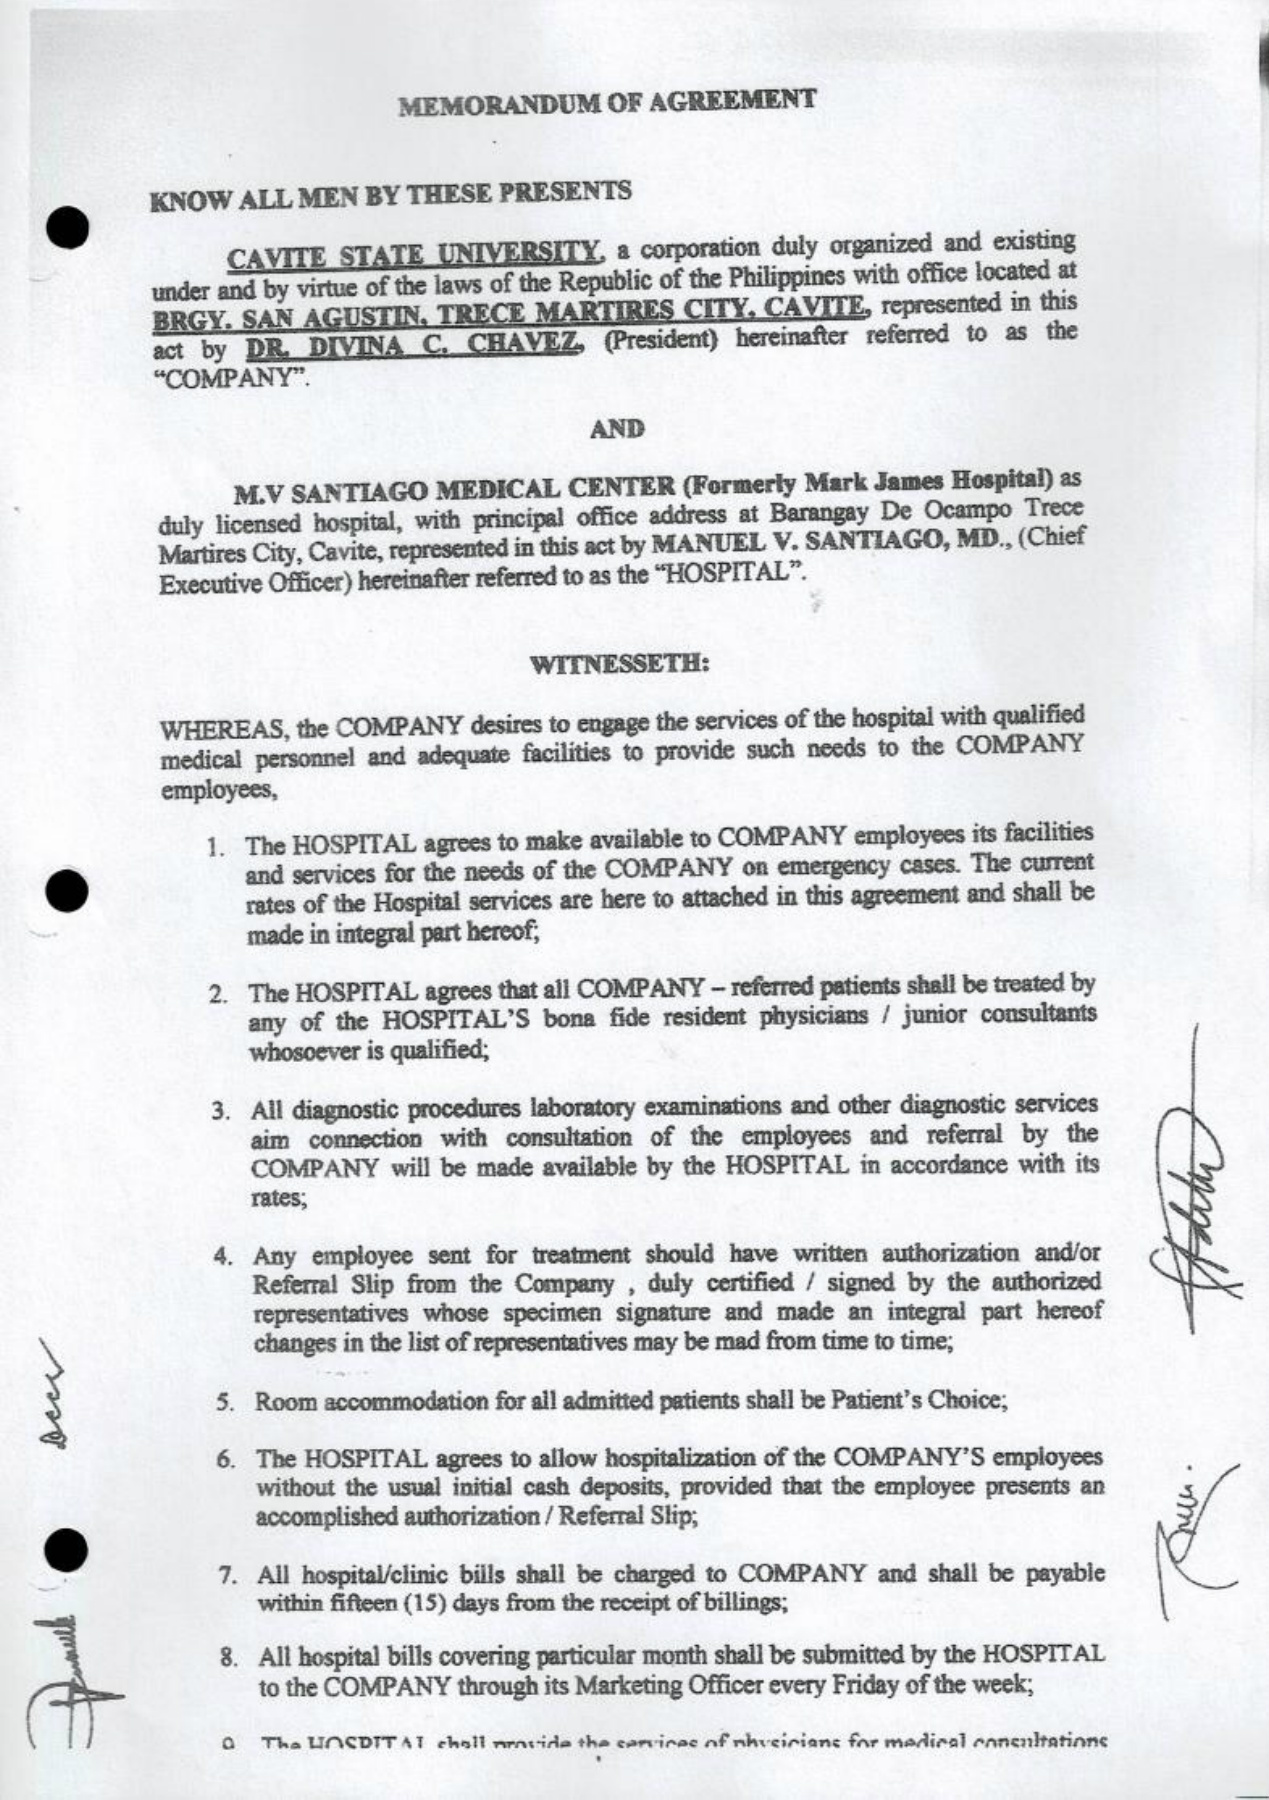 MEMORANDUM OF AGREEMENT
KNOW ALL MEN BY THESE PRESENTS
CAVITE STATE UNIVERSITY, a corporation duly organized and existing
under and by virtue of the laws of the Republic of the Philippines with office located at
BRGY. SAN AGUSTIN, TRECE MARTIRES CITY, CAVITE, represented in this
act by DR. DIVINA C. CHAVEZ, (President) hereinafter referred to as the
“COMPANY”.
AND
M.V SANTIAGO MEDICAL CENTER (Formerly Mark James Hospital) as
duly licensed hospital, with principal office address at Barangay De Ocampo Trece
Martires City, Cavite, represented in this act by MANUEL V. SANTIAGO, MD., (Chief
Executive Officer) hereinafter referred to as the “HOSPITAL”.
WITNESSETH:
WHEREAS, the COMPANY desires to engage the services of the hospital with qualified
medical personnel and adequate facilities to provide such needs to the COMPANY
employees,
1. The HOSPITAL agrees to make available to COMPANY employees its facilities
and services for the needs of the COMPANY on emergency cases. The current
rates of the Hospital services are here to attached in this agreement and shall be
made in integral part hereof;
2. The HOSPITAL agrees that all COMPANY – referred patients shall be treated by
any of the HOSPITAL’S bona fide resident physicians / junior consultants
whosoever is qualified;
3. All diagnostic procedures laboratory examinations and other diagnostic services
aim connection with consultation of the employees and referral by the
COMPANY will be made available by the HOSPITAL in accordance with its
rates;
4. Any employee sent for treatment should have written authorization and/or
Referral Slip from the Company , duly certified / signed by the authorized
representatives whose specimen signature and made an integral part hereof
changes in the list of representatives may be mad from time to time;
5. Room accommodation for all admitted patients shall be Patient’s Choice;
6. The HOSPITAL agrees to allow hospitalization of the COMPANY’S employees
without the usual initial cash deposits, provided that the employee presents an
accomplished authorization / Referral Slip;
7. All hospital/clinic bills shall be charged to COMPANY and shall be payable
within fifteen (15) days from the receipt of billings;
8. All hospital bills covering particular month shall be submitted by the HOSPITAL
to the COMPANY through its Marketing Officer every Friday of the week;
9 The HOSPITAL shall provide the services of physicians for medical consultations